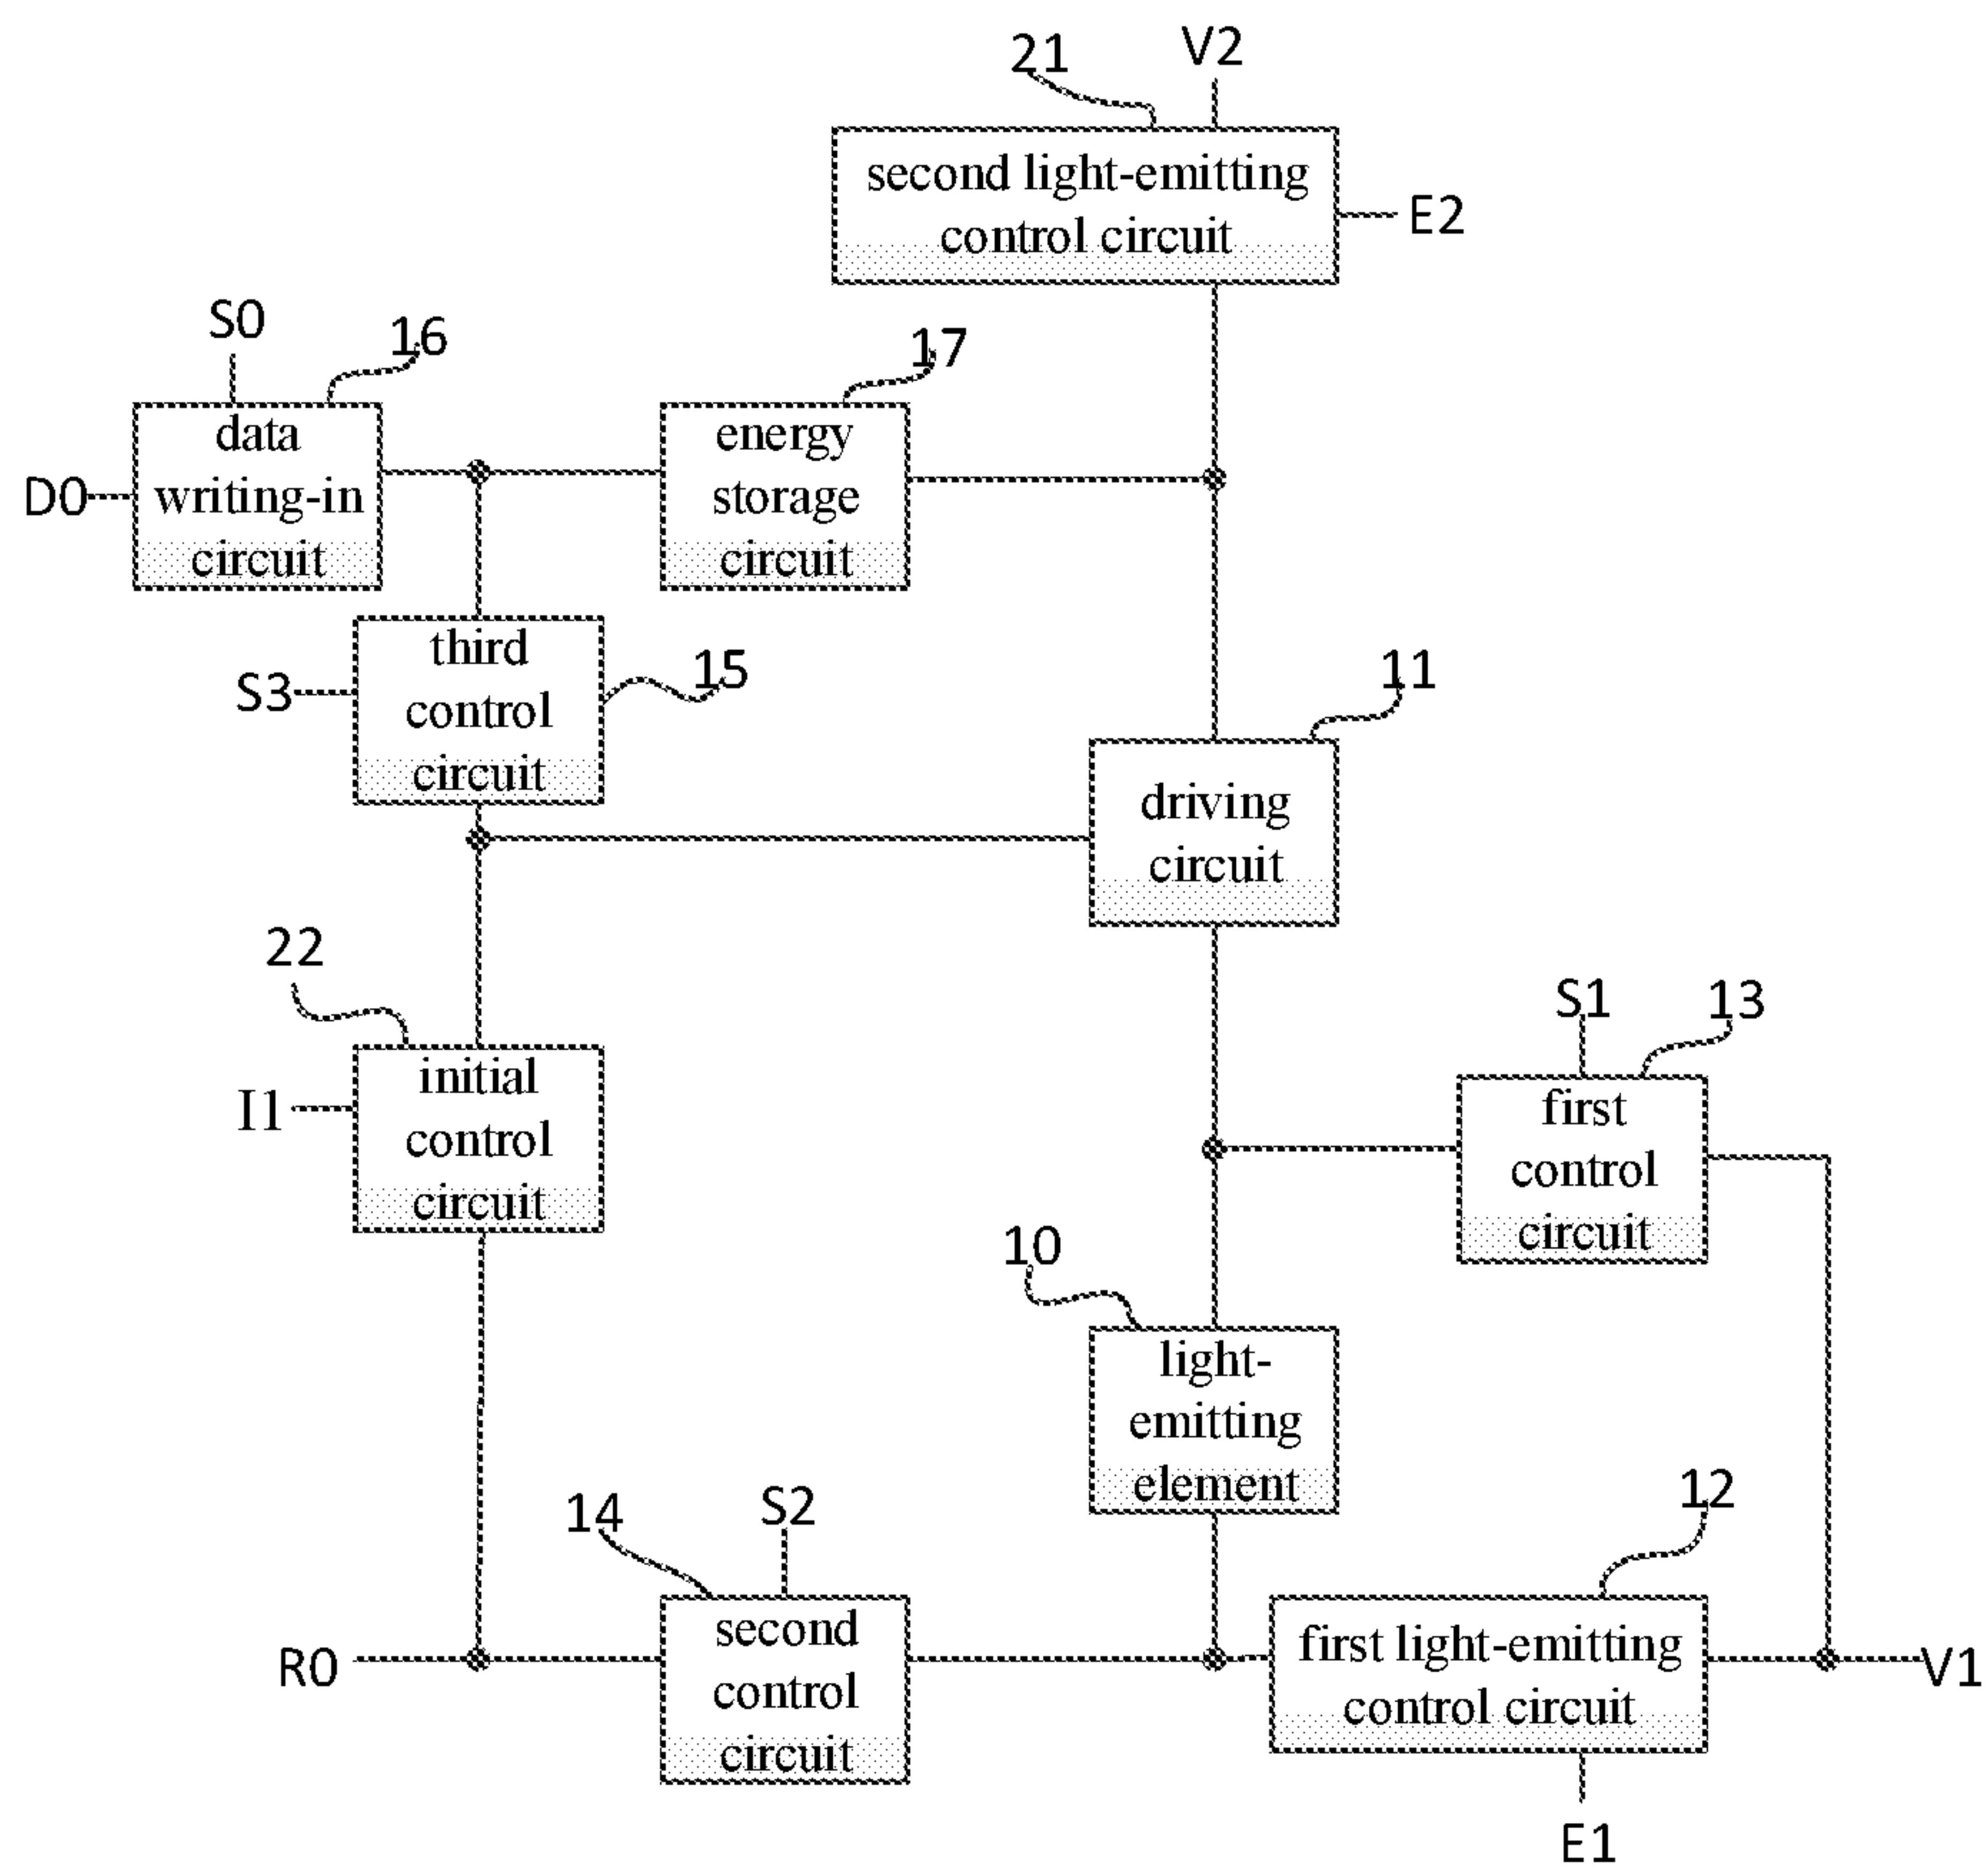 21
V2
second light-emitting
control circuit
E2
S0
16
17
D0
data
writing-in
circuit
energy
storage
circuit
S3
third
control
circuit
15
11
driving
circuit
22
I1
initial
control
circuit
S1
13
first
control
circuit
10
light-
emitting
element
14
S2
12
R0
second
control
circuit
first light-emitting
control circuit
V1
E1